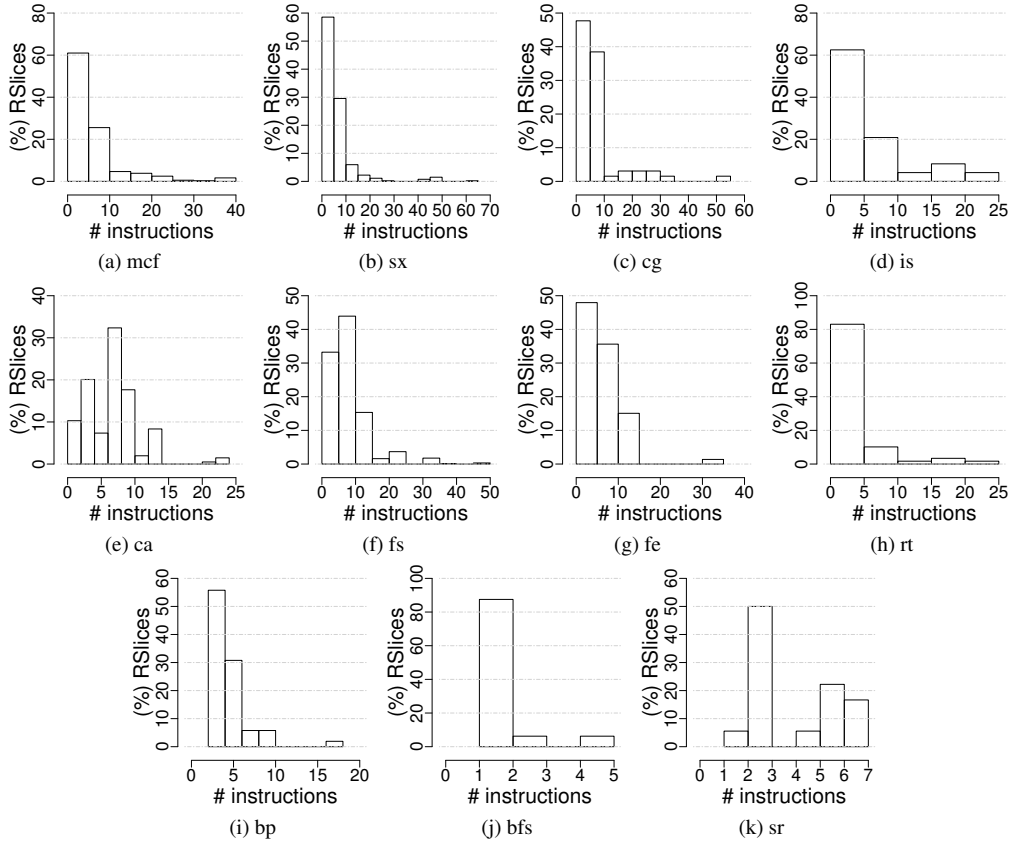 (%) RSlices
0 20 40 60 80
0 10 20 30 40
# instructions
(a) mcf
(%) RSlices
0 10 20 30 40 50 60
0 10 20 30 40 50 60 70
# instructions
(b) sx
(%) RSlices
0 10 20 30 40 50
0 10 20 30 40 50 60
# instructions
(c) cg
(%) RSlices
0 20 40 60 80
0 5 10 15 20 25
# instructions
(d) is
(%) RSlices
0 10 20 30 40
0 5 10 15 20 25
# instructions
(e) ca
(%) RSlices
0 10 20 30 40 50
0 10 20 30 40 50
# instructions
(f) fs
(%) RSlices
0 10 20 30 40 50
0 10 20 30 40
# instructions
(g) fe
(%) RSlices
0 20 40 60 80 100
0 5 10 15 20 25
# instructions
(h) rt
(%) RSlices
0 10 20 30 40 50 60
0 5 10 15 20
# instructions
(i) bp
(%) RSlices
0 20 40 60 80 100
0 1 2 3 4 5
# instructions
(j) bfs
(%) RSlices
0 10 20 30 40 50 60
0 1 2 3 4 5 6 7
# instructions
(k) sr